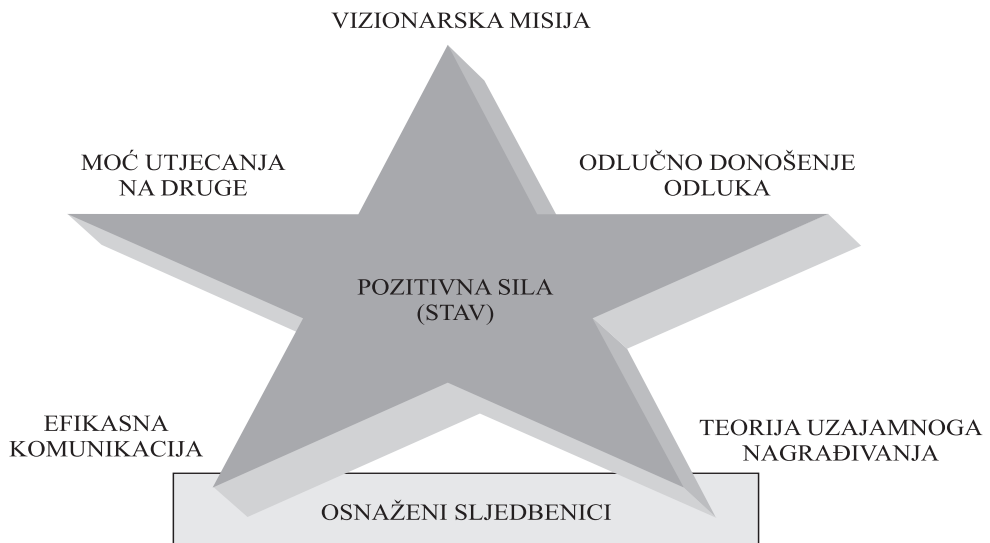 VIZIONARSKA MISIJA
MOĆ UTJECANJA
NA DRUGE
ODLUČNO DONOŠENJE
ODLUKA
POZITIVNA SILA
(STAV)
EFIKASNA
KOMUNIKACIJA
TEORIJA UZAJAMNOGA
NAGRAĐIVANJA
OSNAŽENI SLJEDBENICI